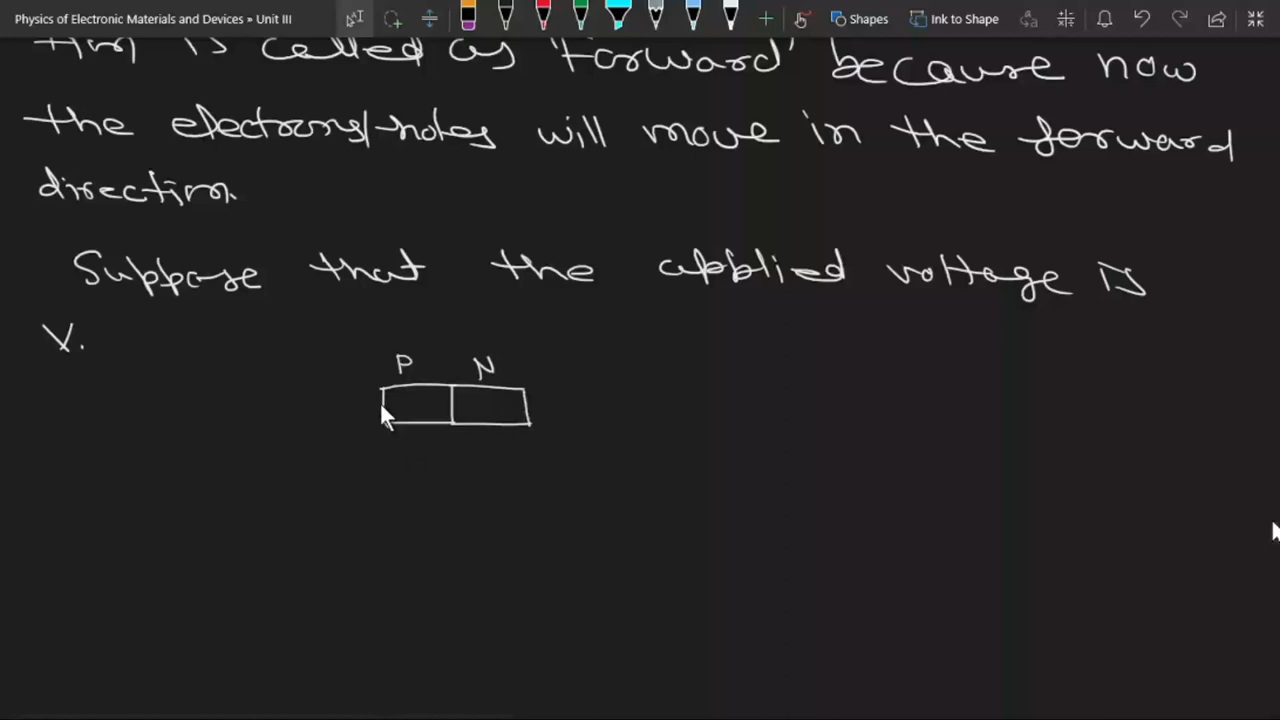 Physics of Electronic Materials and Devices » Unit III
Shapes
Ink to Shape
tion is called as 'Forward' because now
the electrons/holes will move in the forward
direction.
Suppose that the applied voltage is
V.
P N